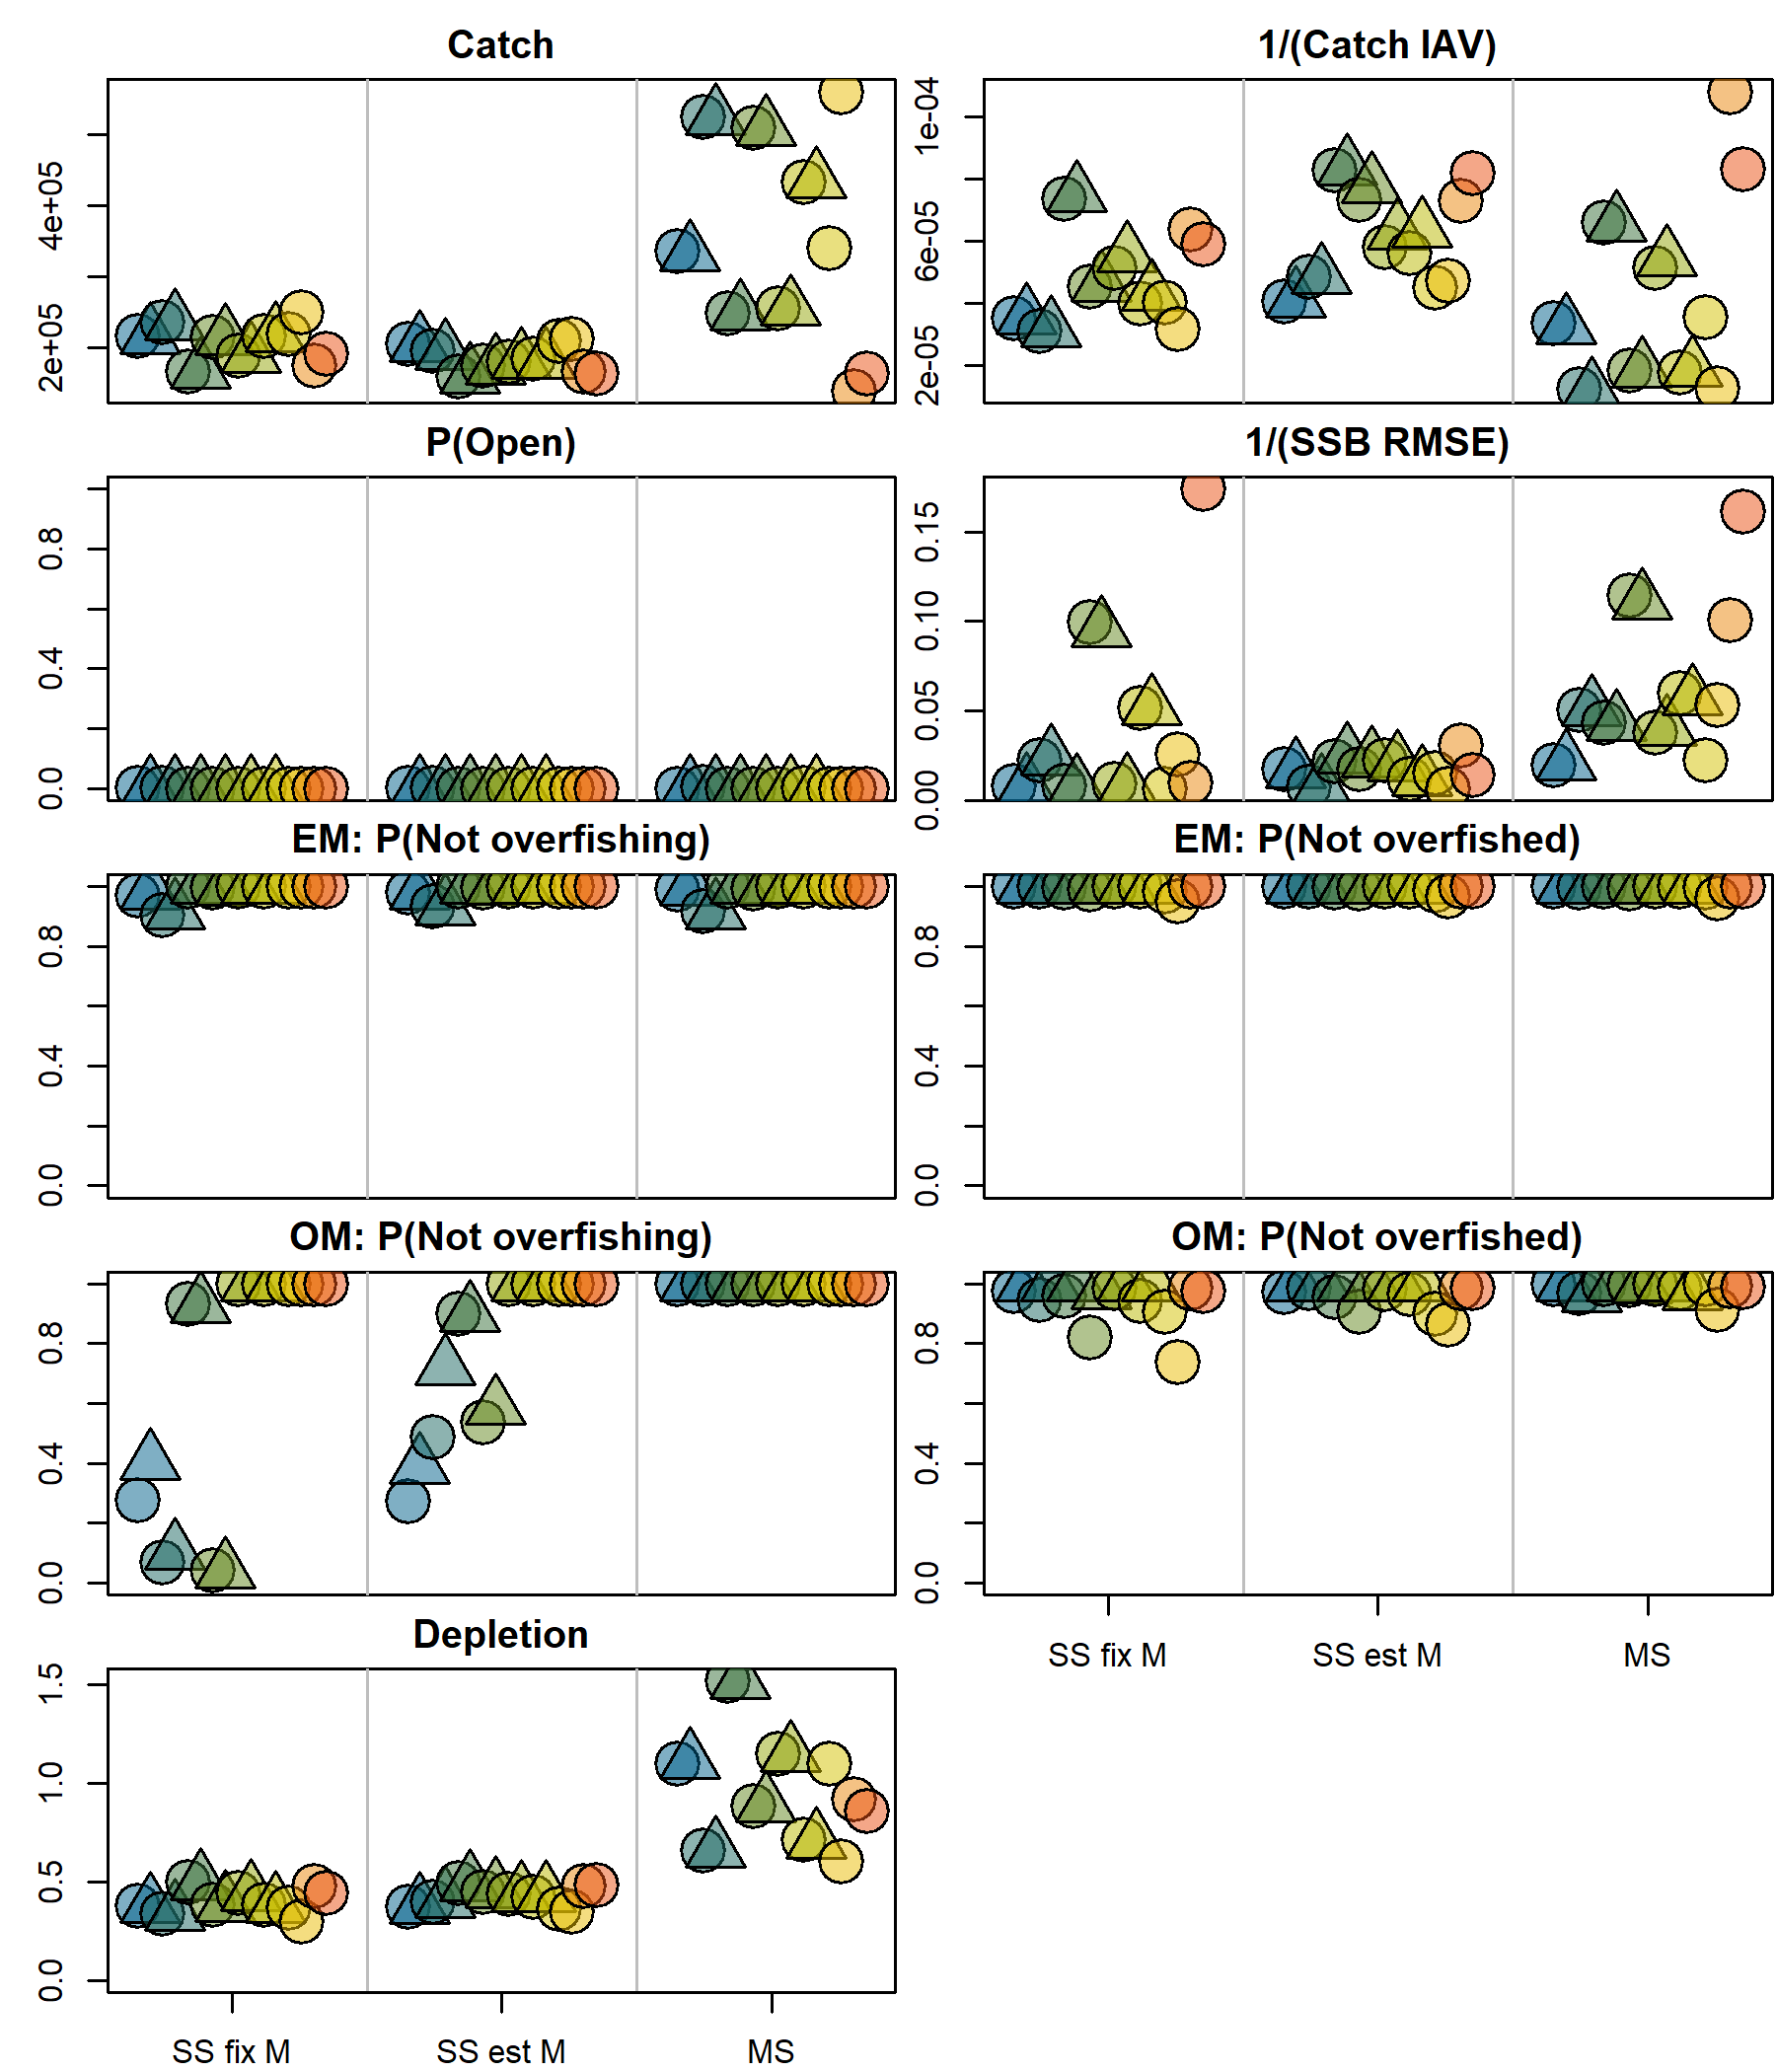 Catch
1/(Catch IAV)
2e+05
4e+05
2e-05
6e-05
1e-04
P(Open)
1/(SSB RMSE)
0.0
0.4
0.8
0.00
0.05
0.10
0.15
EM: P(Not overfishing)
EM: P(Not overfished)
0.0
0.4
0.8
0.0
0.4
0.8
OM: P(Not overfishing)
OM: P(Not overfished)
0.0
0.4
0.8
0.0
0.4
0.8
SS fix M
SS est M
MS
Depletion
0.0
0.5
1.0
1.5
SS fix M
SS est M
MS